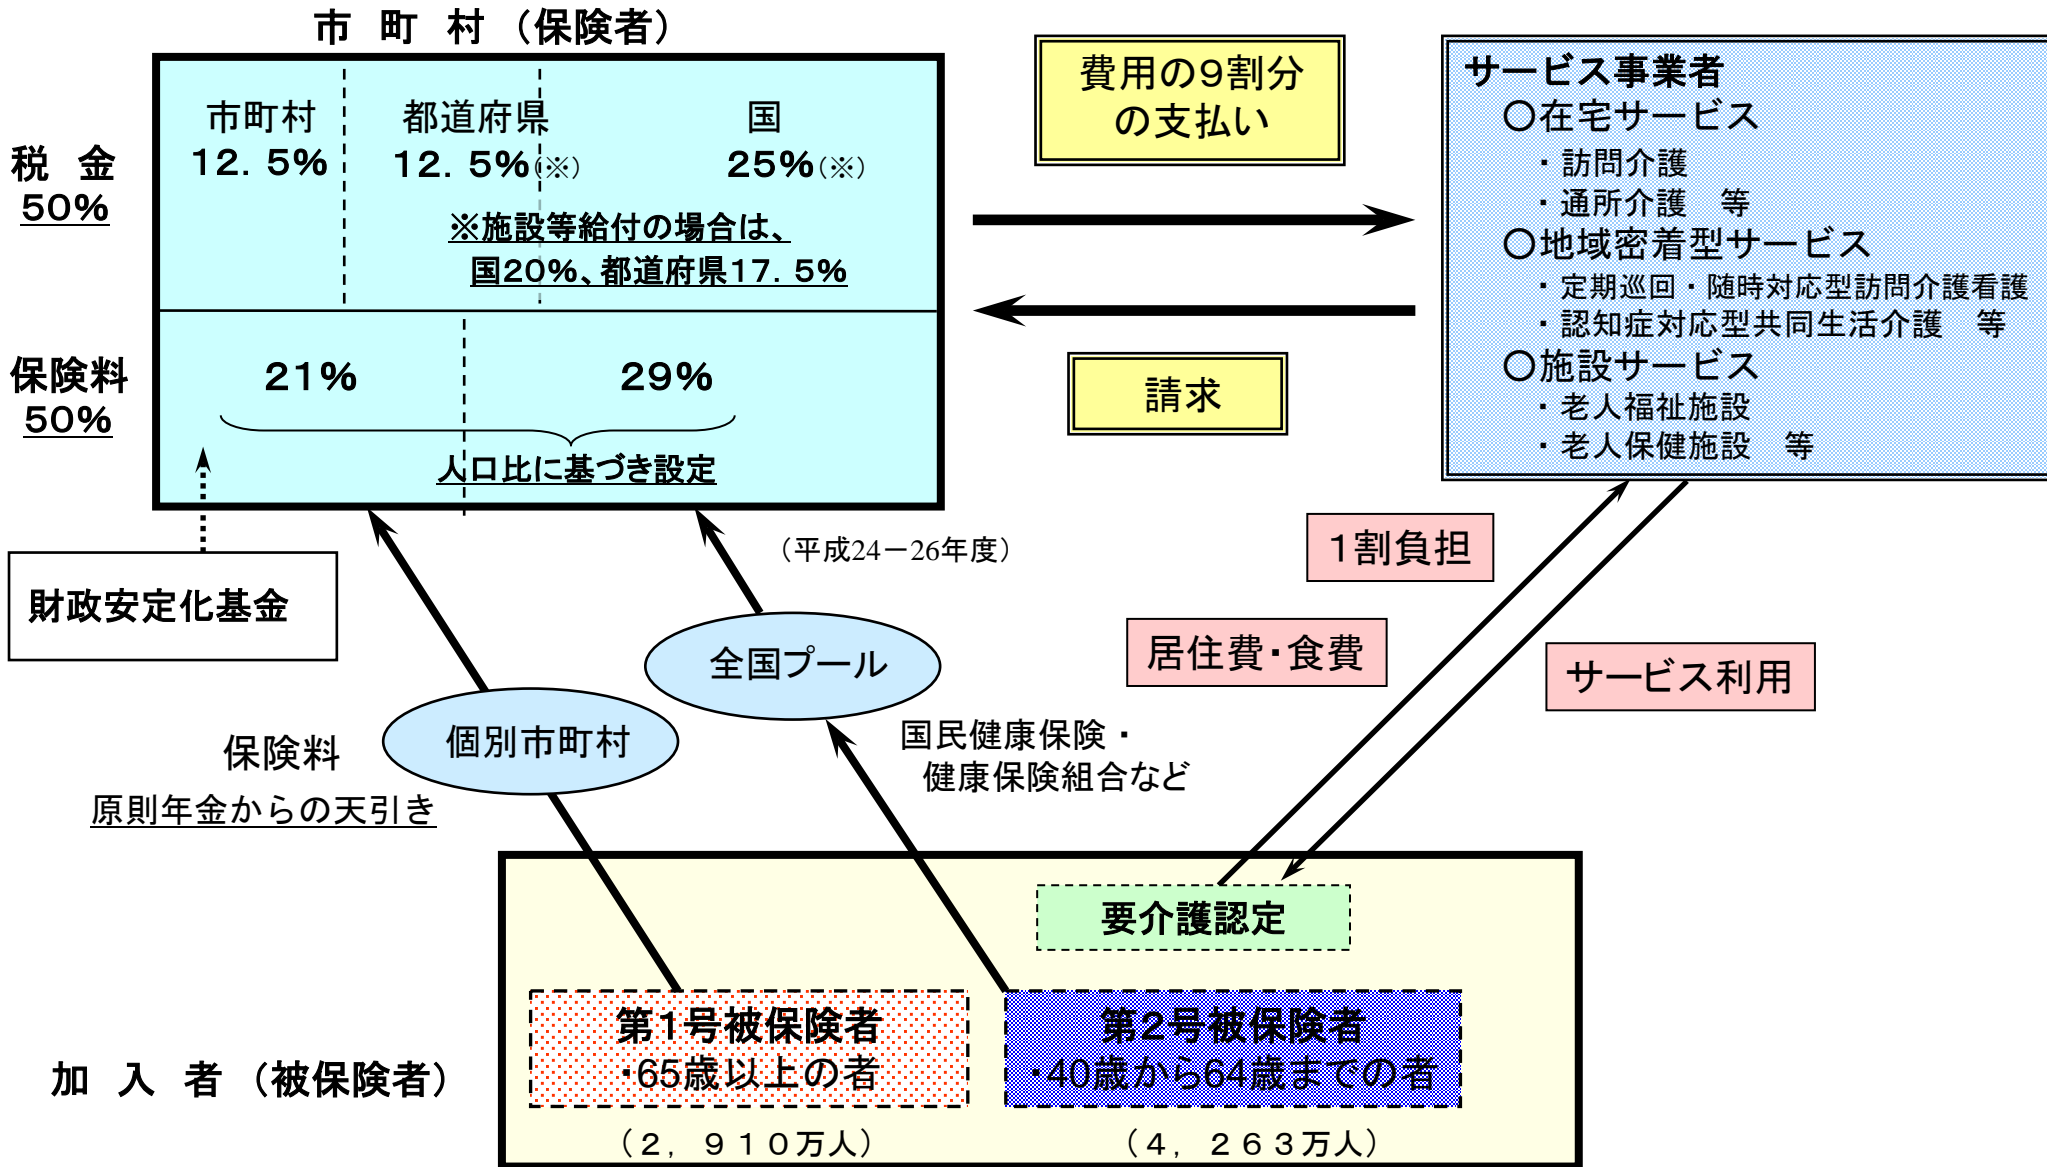 市 町 村 （保険者）
税 金
50％
市町村
12．5％
都道府県
12．5％（※）
国
25％（※）
※施設等給付の場合は、
国20％、都道府県17．5％
保険料
50％
21％
29％
人口比に基づき設定
財政安定化基金
（平成24－26年度）
費用の９割分
の支払い
請求
サービス事業者
○在宅サービス
・訪問介護
・通所介護　等
○地域密着型サービス
・定期巡回・随時対応型訪問介護看護
・認知症対応型共同生活介護　等
○施設サービス
・老人福祉施設
・老人保健施設　等
１割負担
居住費・食費
サービス利用
全国プール
個別市町村
保険料
原則年金からの天引き
国民健康保険・
健康保険組合など
要介護認定
第１号被保険者
・65歳以上の者
第２号被保険者
・40歳から64歳までの者
加 入 者 （被保険者）
（２，９１０万人）
（４，２６３万人）